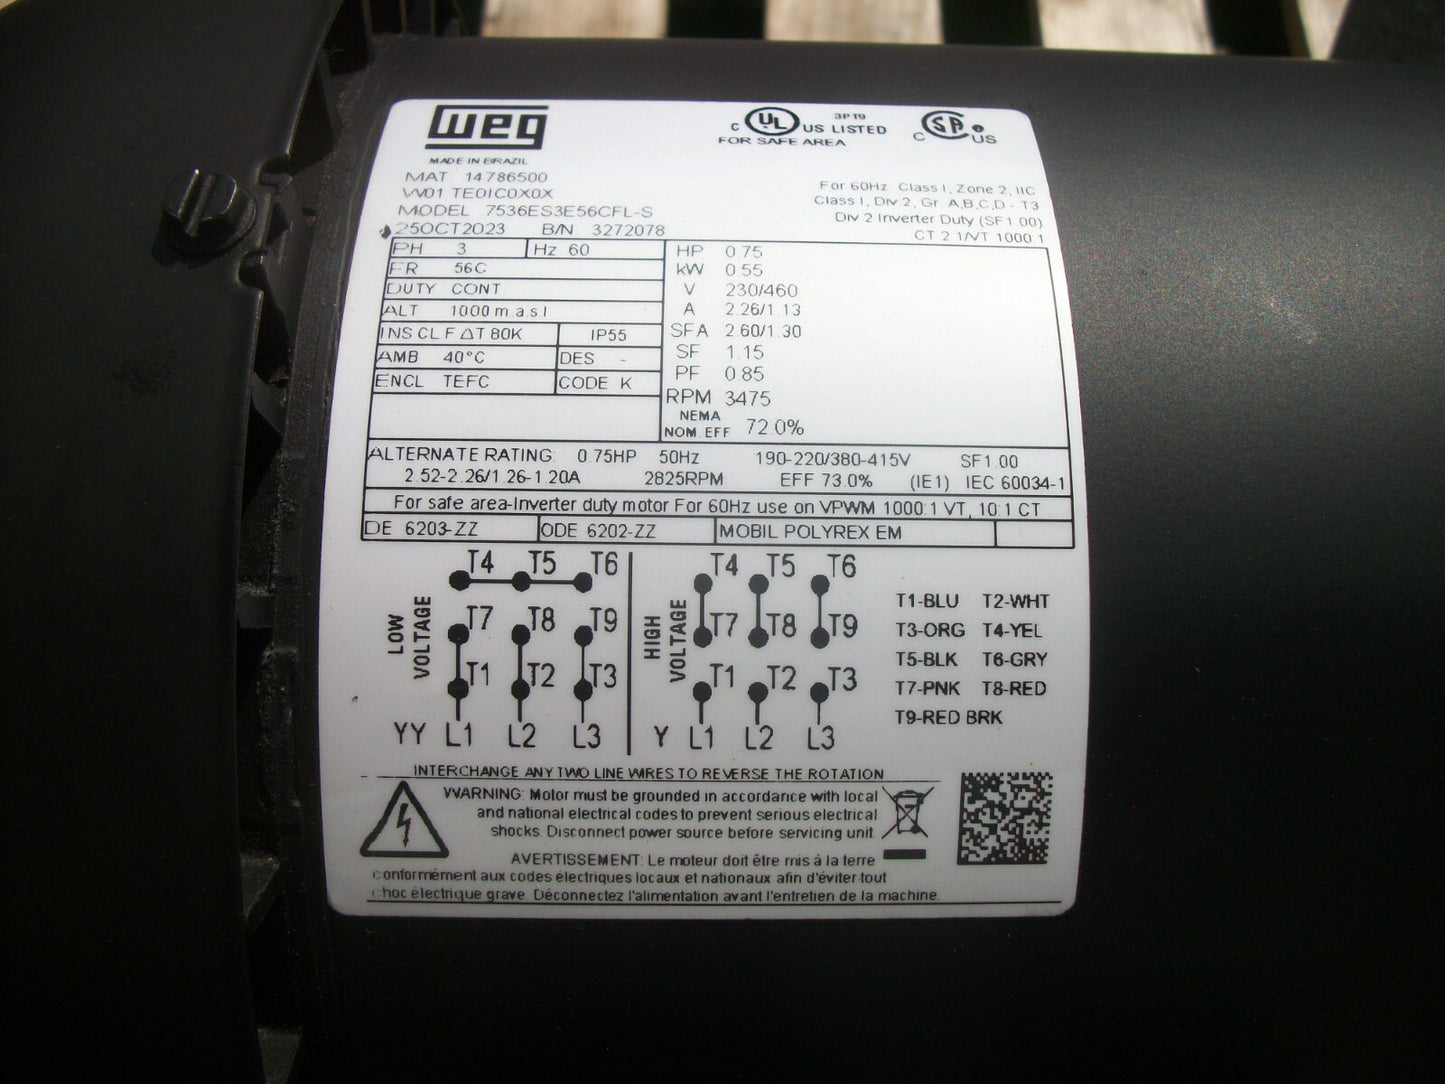 WEG
MADE IN BRAZIL
C UL US LISTED 3PT9
FOR SAFE AREA
C SA US
MAT: 14786500
W01 TE0IC0X0X
MODEL 7536ES3E56CFL-S
25OCT2023 B/N: 3272078
For 60Hz: Class I, Zone 2, IIC
Class I, Div 2, Gr. A,B,C,D - T3
Div 2 Inverter Duty (SF1.00)
CT 2:1/VT 1000:1
PH 3 Hz 60
FR 56C
DUTY CONT.
ALT 1000 m.a.s.l
INS CL F ΔT 80K IP55
AMB 40°C DES -
ENCL TEFC CODE K
HP 0.75
kW 0.55
V 230/460
A 2.26/1.13
SFA 2.60/1.30
SF 1.15
PF 0.85
RPM 3475
NEMA
NOM. EFF 72.0%
ALTERNATE RATING: 0.75HP 50Hz 190-220/380-415V SF1.00
2.52-2.26/1.26-1.20A 2825RPM EFF 73.0% (IE1) IEC 60034-1
For safe area-Inverter duty motor For 60Hz use on VPWM 1000:1 VT, 10:1 CT
DE 6203-ZZ ODE 6202-ZZ MOBIL POLYREX EM
LOW VOLTAGE
T4 T5 T6
T7 T8 T9
T1 T2 T3
YY L1 L2 L3
HIGH VOLTAGE
T4 T5 T6
T7 T8 T9
T1 T2 T3
Y L1 L2 L3
T1-BLU T2-WHT
T3-ORG T4-YEL
T5-BLK T6-GRY
T7-PNK T8-RED
T9-RED BRK
INTERCHANGE ANY TWO LINE WIRES TO REVERSE THE ROTATION
WARNING: Motor must be grounded in accordance with local
and national electrical codes to prevent serious electrical
shocks. Disconnect power source before servicing unit.
AVERTISSEMENT: Le moteur doit être mis à la terre
conformément aux codes électriques locaux et nationaux afin d'éviter tout
choc électrique grave. Déconnectez l'alimentation avant l'entretien de la machine.